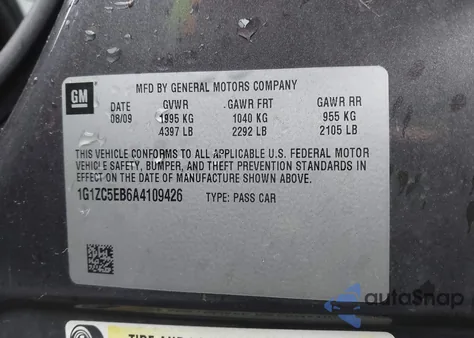 GM
MFD BY GENERAL MOTORS COMPANY
DATE GVWR GAWR FRT GAWR RR
08/09 1995 KG 1040 KG 955 KG
4397 LB 2292 LB 2105 LB
THIS VEHICLE CONFORMS TO ALL APPLICABLE U.S. FEDERAL MOTOR
VEHICLE SAFETY, BUMPER, AND THEFT PREVENTION STANDARDS IN
EFFECT ON THE DATE OF MANUFACTURE SHOWN ABOVE.
1G1ZC5EB6A4109426 TYPE: PASS CAR
autoSnap
TIRE AND